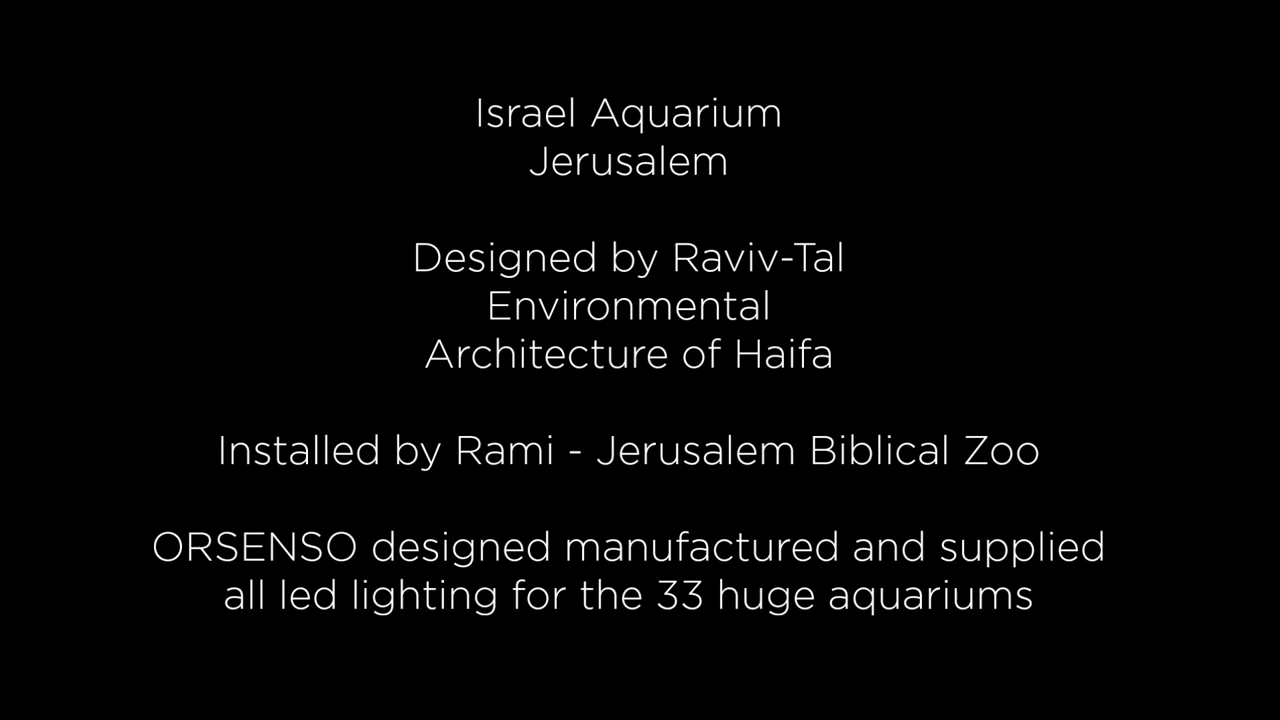 Israel Aquarium
Jerusalem
Designed by Raviv-Tal
Environmental
Architecture of Haifa
Installed by Rami - Jerusalem Biblical Zoo
ORSENSO designed manufactured and supplied
all led lighting for the 33 huge aquariums